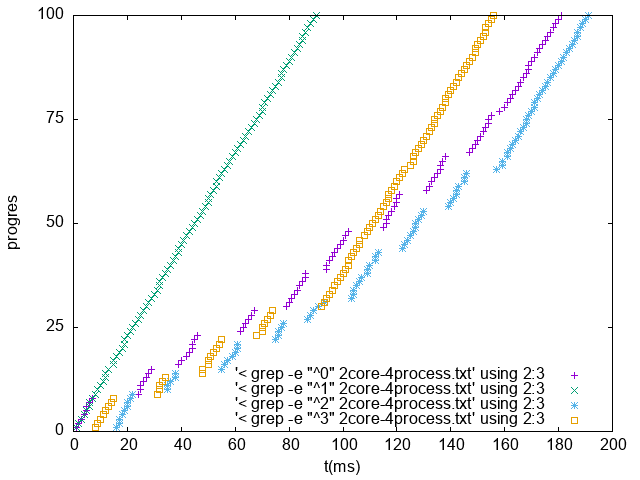 100
75
progres
50
25
'< grep -e "^0" 2core-4process.txt' using 2:3
'< grep -e "^1" 2core-4process.txt' using 2:3
'< grep -e "^2" 2core-4process.txt' using 2:3
'< grep -e "^3" 2core-4process.txt' using 2:3
0
0 20 40 60 80 100 120 140 160 180 200
t(ms)